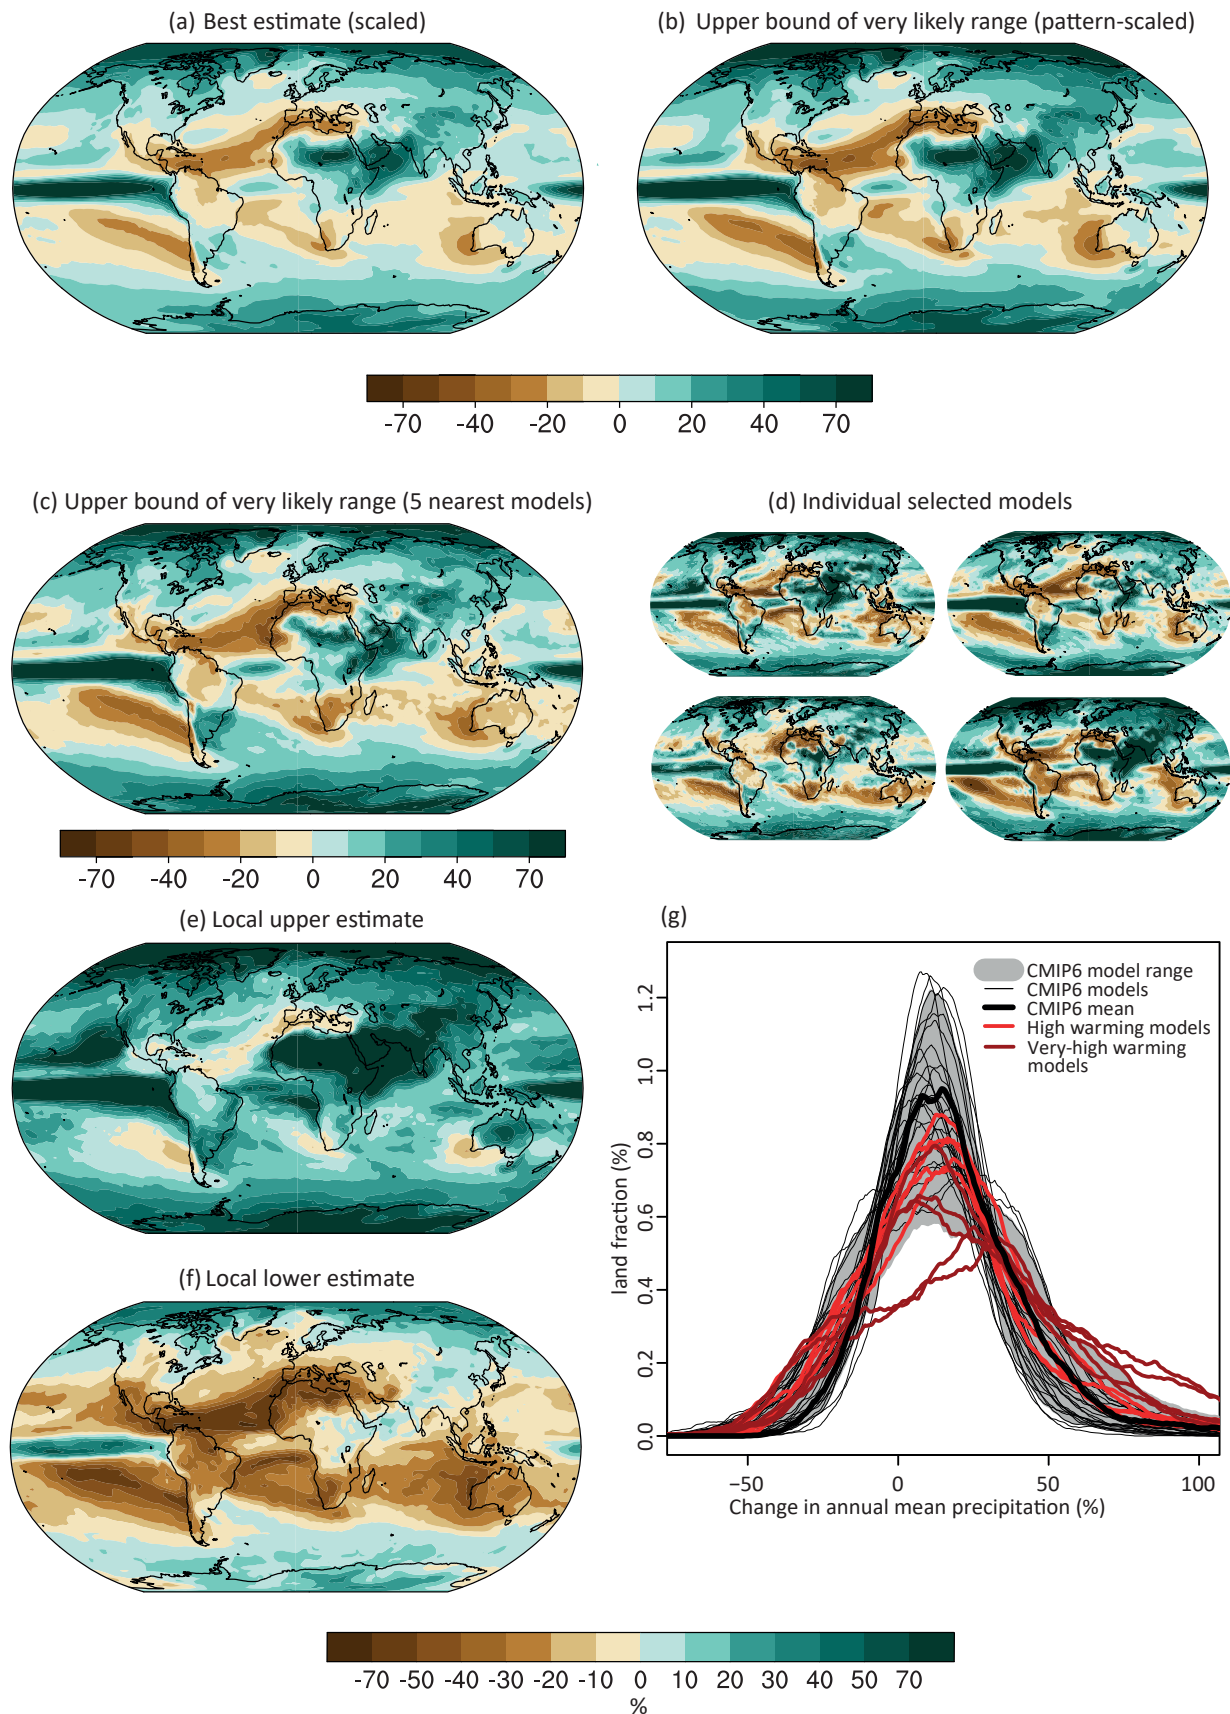 (a) Best estimate (scaled)
(b) Upper bound of very likely range (pattern-scaled)
-70 -40 -20 0 20 40 70
(c) Upper bound of very likely range (5 nearest models)
(d) Individual selected models
-70 -40 -20 0 20 40 70
(e) Local upper estimate
(f) Local lower estimate
-70 -50 -40 -30 -20 -10 0 10 20 30 40 50 70
%
(g)
CMIP6 model range
CMIP6 models
CMIP6 mean
High warming models
Very-high warming
models
land fraction (%)
1.2
1.0
0.8
0.6
0.4
0.2
0.0
−50 0 50 100
Change in annual mean precipitation (%)